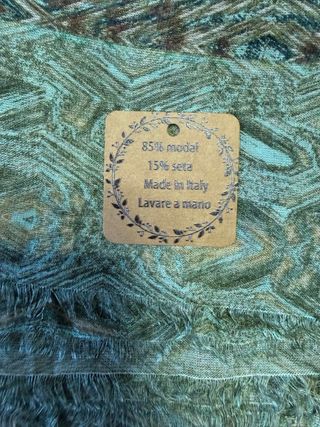 85% modal
15% seta
Made in Italy
Lavare a mano